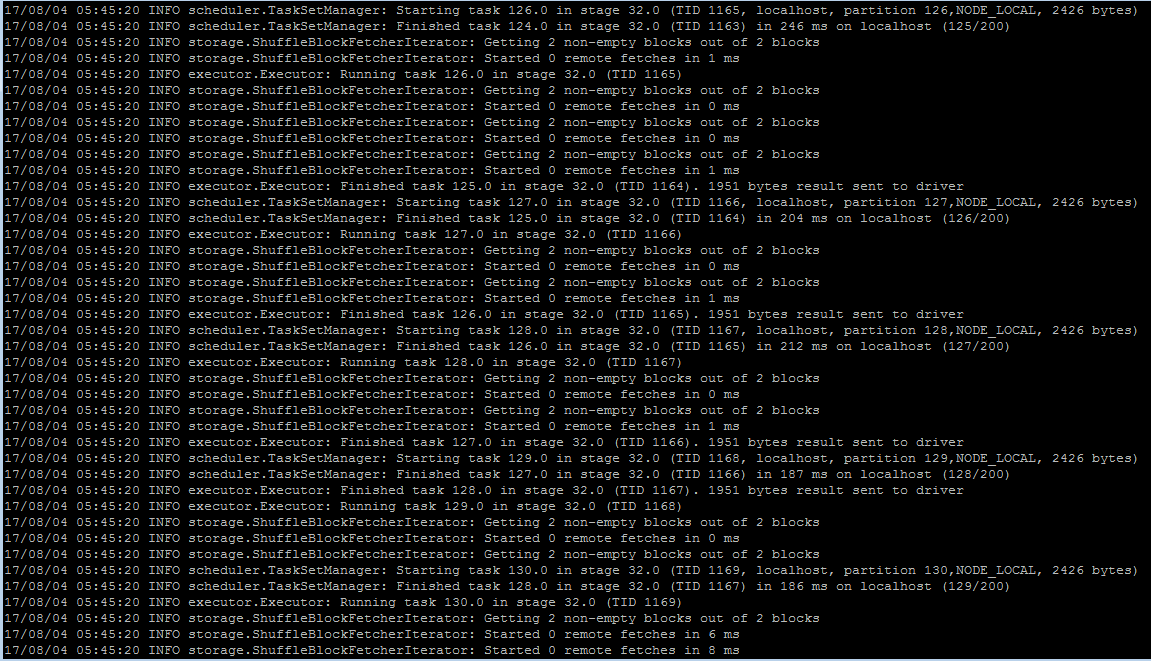 17/08/04 05:45:20 INFO scheduler.TaskSetManager: Starting task 126.0 in stage 32.0 (TID 1165, localhost, partition 126,NODE_LOCAL, 2426 bytes)
17/08/04 05:45:20 INFO scheduler.TaskSetManager: Finished task 124.0 in stage 32.0 (TID 1163) in 246 ms on localhost (125/200)
17/08/04 05:45:20 INFO storage.ShuffleBlockFetcherIterator: Getting 2 non-empty blocks out of 2 blocks
17/08/04 05:45:20 INFO storage.ShuffleBlockFetcherIterator: Started 0 remote fetches in 1 ms
17/08/04 05:45:20 INFO executor.Executor: Running task 126.0 in stage 32.0 (TID 1165)
17/08/04 05:45:20 INFO storage.ShuffleBlockFetcherIterator: Getting 2 non-empty blocks out of 2 blocks
17/08/04 05:45:20 INFO storage.ShuffleBlockFetcherIterator: Started 0 remote fetches in 0 ms
17/08/04 05:45:20 INFO storage.ShuffleBlockFetcherIterator: Getting 2 non-empty blocks out of 2 blocks
17/08/04 05:45:20 INFO storage.ShuffleBlockFetcherIterator: Started 0 remote fetches in 0 ms
17/08/04 05:45:20 INFO storage.ShuffleBlockFetcherIterator: Getting 2 non-empty blocks out of 2 blocks
17/08/04 05:45:20 INFO storage.ShuffleBlockFetcherIterator: Started 0 remote fetches in 1 ms
17/08/04 05:45:20 INFO executor.Executor: Finished task 125.0 in stage 32.0 (TID 1164). 1951 bytes result sent to driver
17/08/04 05:45:20 INFO scheduler.TaskSetManager: Starting task 127.0 in stage 32.0 (TID 1166, localhost, partition 127,NODE_LOCAL, 2426 bytes)
17/08/04 05:45:20 INFO scheduler.TaskSetManager: Finished task 125.0 in stage 32.0 (TID 1164) in 204 ms on localhost (126/200)
17/08/04 05:45:20 INFO executor.Executor: Running task 127.0 in stage 32.0 (TID 1166)
17/08/04 05:45:20 INFO storage.ShuffleBlockFetcherIterator: Getting 2 non-empty blocks out of 2 blocks
17/08/04 05:45:20 INFO storage.ShuffleBlockFetcherIterator: Started 0 remote fetches in 0 ms
17/08/04 05:45:20 INFO storage.ShuffleBlockFetcherIterator: Getting 2 non-empty blocks out of 2 blocks
17/08/04 05:45:20 INFO storage.ShuffleBlockFetcherIterator: Started 0 remote fetches in 1 ms
17/08/04 05:45:20 INFO executor.Executor: Finished task 126.0 in stage 32.0 (TID 1165). 1951 bytes result sent to driver
17/08/04 05:45:20 INFO scheduler.TaskSetManager: Starting task 128.0 in stage 32.0 (TID 1167, localhost, partition 128,NODE_LOCAL, 2426 bytes)
17/08/04 05:45:20 INFO scheduler.TaskSetManager: Finished task 126.0 in stage 32.0 (TID 1165) in 212 ms on localhost (127/200)
17/08/04 05:45:20 INFO executor.Executor: Running task 128.0 in stage 32.0 (TID 1167)
17/08/04 05:45:20 INFO storage.ShuffleBlockFetcherIterator: Getting 2 non-empty blocks out of 2 blocks
17/08/04 05:45:20 INFO storage.ShuffleBlockFetcherIterator: Started 0 remote fetches in 0 ms
17/08/04 05:45:20 INFO storage.ShuffleBlockFetcherIterator: Getting 2 non-empty blocks out of 2 blocks
17/08/04 05:45:20 INFO storage.ShuffleBlockFetcherIterator: Started 0 remote fetches in 1 ms
17/08/04 05:45:20 INFO executor.Executor: Finished task 127.0 in stage 32.0 (TID 1166). 1951 bytes result sent to driver
17/08/04 05:45:20 INFO scheduler.TaskSetManager: Starting task 129.0 in stage 32.0 (TID 1168, localhost, partition 129,NODE_LOCAL, 2426 bytes)
17/08/04 05:45:20 INFO scheduler.TaskSetManager: Finished task 127.0 in stage 32.0 (TID 1166) in 187 ms on localhost (128/200)
17/08/04 05:45:20 INFO executor.Executor: Finished task 128.0 in stage 32.0 (TID 1167). 1951 bytes result sent to driver
17/08/04 05:45:20 INFO executor.Executor: Running task 129.0 in stage 32.0 (TID 1168)
17/08/04 05:45:20 INFO storage.ShuffleBlockFetcherIterator: Getting 2 non-empty blocks out of 2 blocks
17/08/04 05:45:20 INFO storage.ShuffleBlockFetcherIterator: Started 0 remote fetches in 0 ms
17/08/04 05:45:20 INFO storage.ShuffleBlockFetcherIterator: Getting 2 non-empty blocks out of 2 blocks
17/08/04 05:45:20 INFO scheduler.TaskSetManager: Starting task 130.0 in stage 32.0 (TID 1169, localhost, partition 130,NODE_LOCAL, 2426 bytes)
17/08/04 05:45:20 INFO scheduler.TaskSetManager: Finished task 128.0 in stage 32.0 (TID 1167) in 186 ms on localhost (129/200)
17/08/04 05:45:20 INFO executor.Executor: Running task 130.0 in stage 32.0 (TID 1169)
17/08/04 05:45:20 INFO storage.ShuffleBlockFetcherIterator: Getting 2 non-empty blocks out of 2 blocks
17/08/04 05:45:20 INFO storage.ShuffleBlockFetcherIterator: Started 0 remote fetches in 6 ms
17/08/04 05:45:20 INFO storage.ShuffleBlockFetcherIterator: Started 0 remote fetches in 8 ms